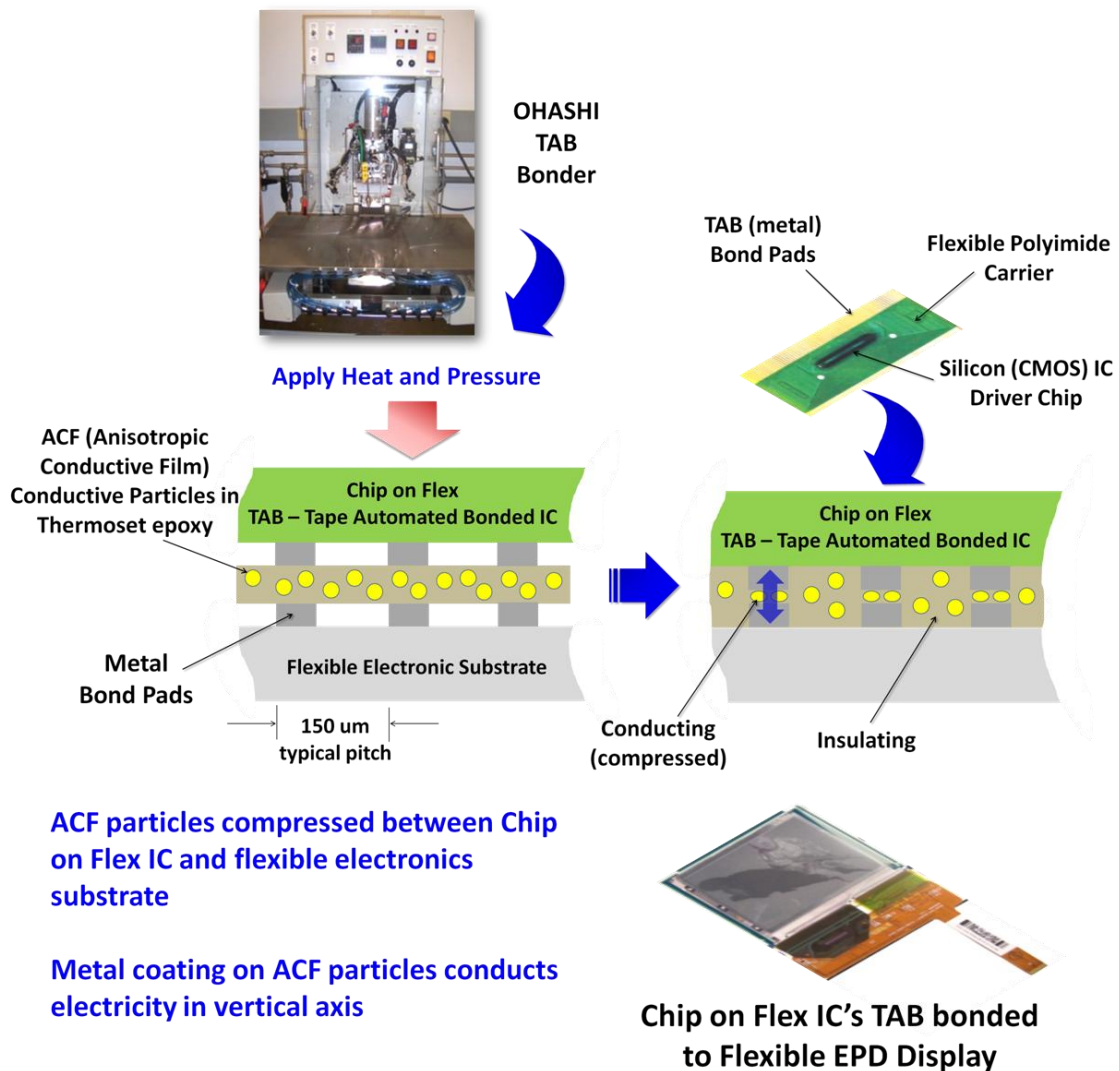 OHASHI
TAB
Bonder
TAB (metal)
Bond Pads
Flexible Polyimide
Carrier
Silicon (CMOS) IC
Driver Chip
Apply Heat and Pressure
ACF (Anisotropic
Conductive Film)
Conductive Particles in
Thermoset epoxy
Chip on Flex
TAB – Tape Automated Bonded IC
Chip on Flex
TAB – Tape Automated Bonded IC
Metal
Bond Pads
Flexible Electronic Substrate
150 um
typical pitch
Conducting
(compressed)
Insulating
ACF particles compressed between Chip
on Flex IC and flexible electronics
substrate
Metal coating on ACF particles conducts
electricity in vertical axis
Chip on Flex IC's TAB bonded
to Flexible EPD Display